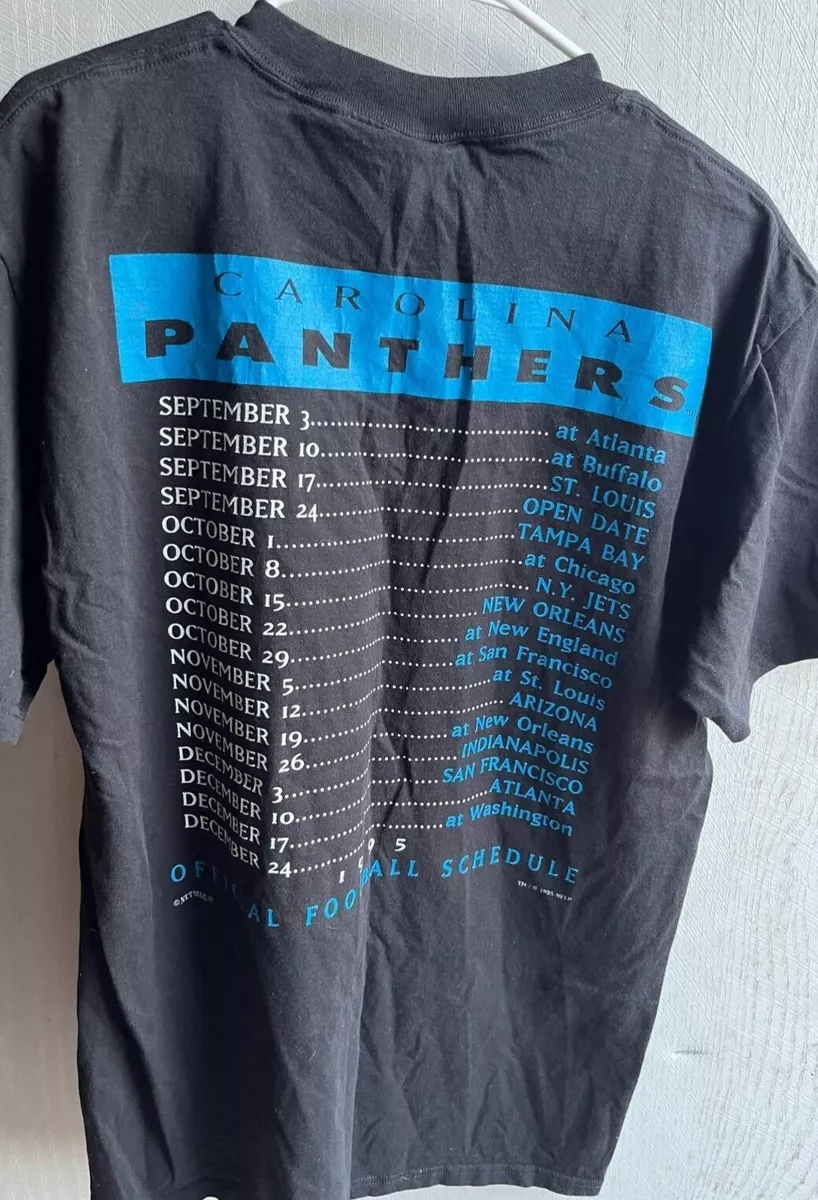 CAROLINA
PANTHERS
SEPTEMBER 3........................................ at Atlanta
SEPTEMBER 10........................................at Buffalo
SEPTEMBER 17........................................ST. LOUIS
SEPTEMBER 24........................................OPEN DATE
OCTOBER 1........................................TAMPA BAY
OCTOBER 8........................................at Chicago
OCTOBER 15........................................N.Y. JETS
OCTOBER 22........................................NEW ORLEANS
OCTOBER 29........................................at New England
NOVEMBER 5........................................at San Francisco
NOVEMBER 12........................................at St. Louis
NOVEMBER 19........................................ARIZONA
NOVEMBER 26........................................at New Orleans
DECEMBER 3........................................INDIANAPOLIS
DECEMBER 10........................................SAN FRANCISCO
DECEMBER 17........................................ATLANTA
DECEMBER 24........................................at Washington
1995
OFFICIAL FOOTBALL SCHEDULE
TM/© 1995 NFLP